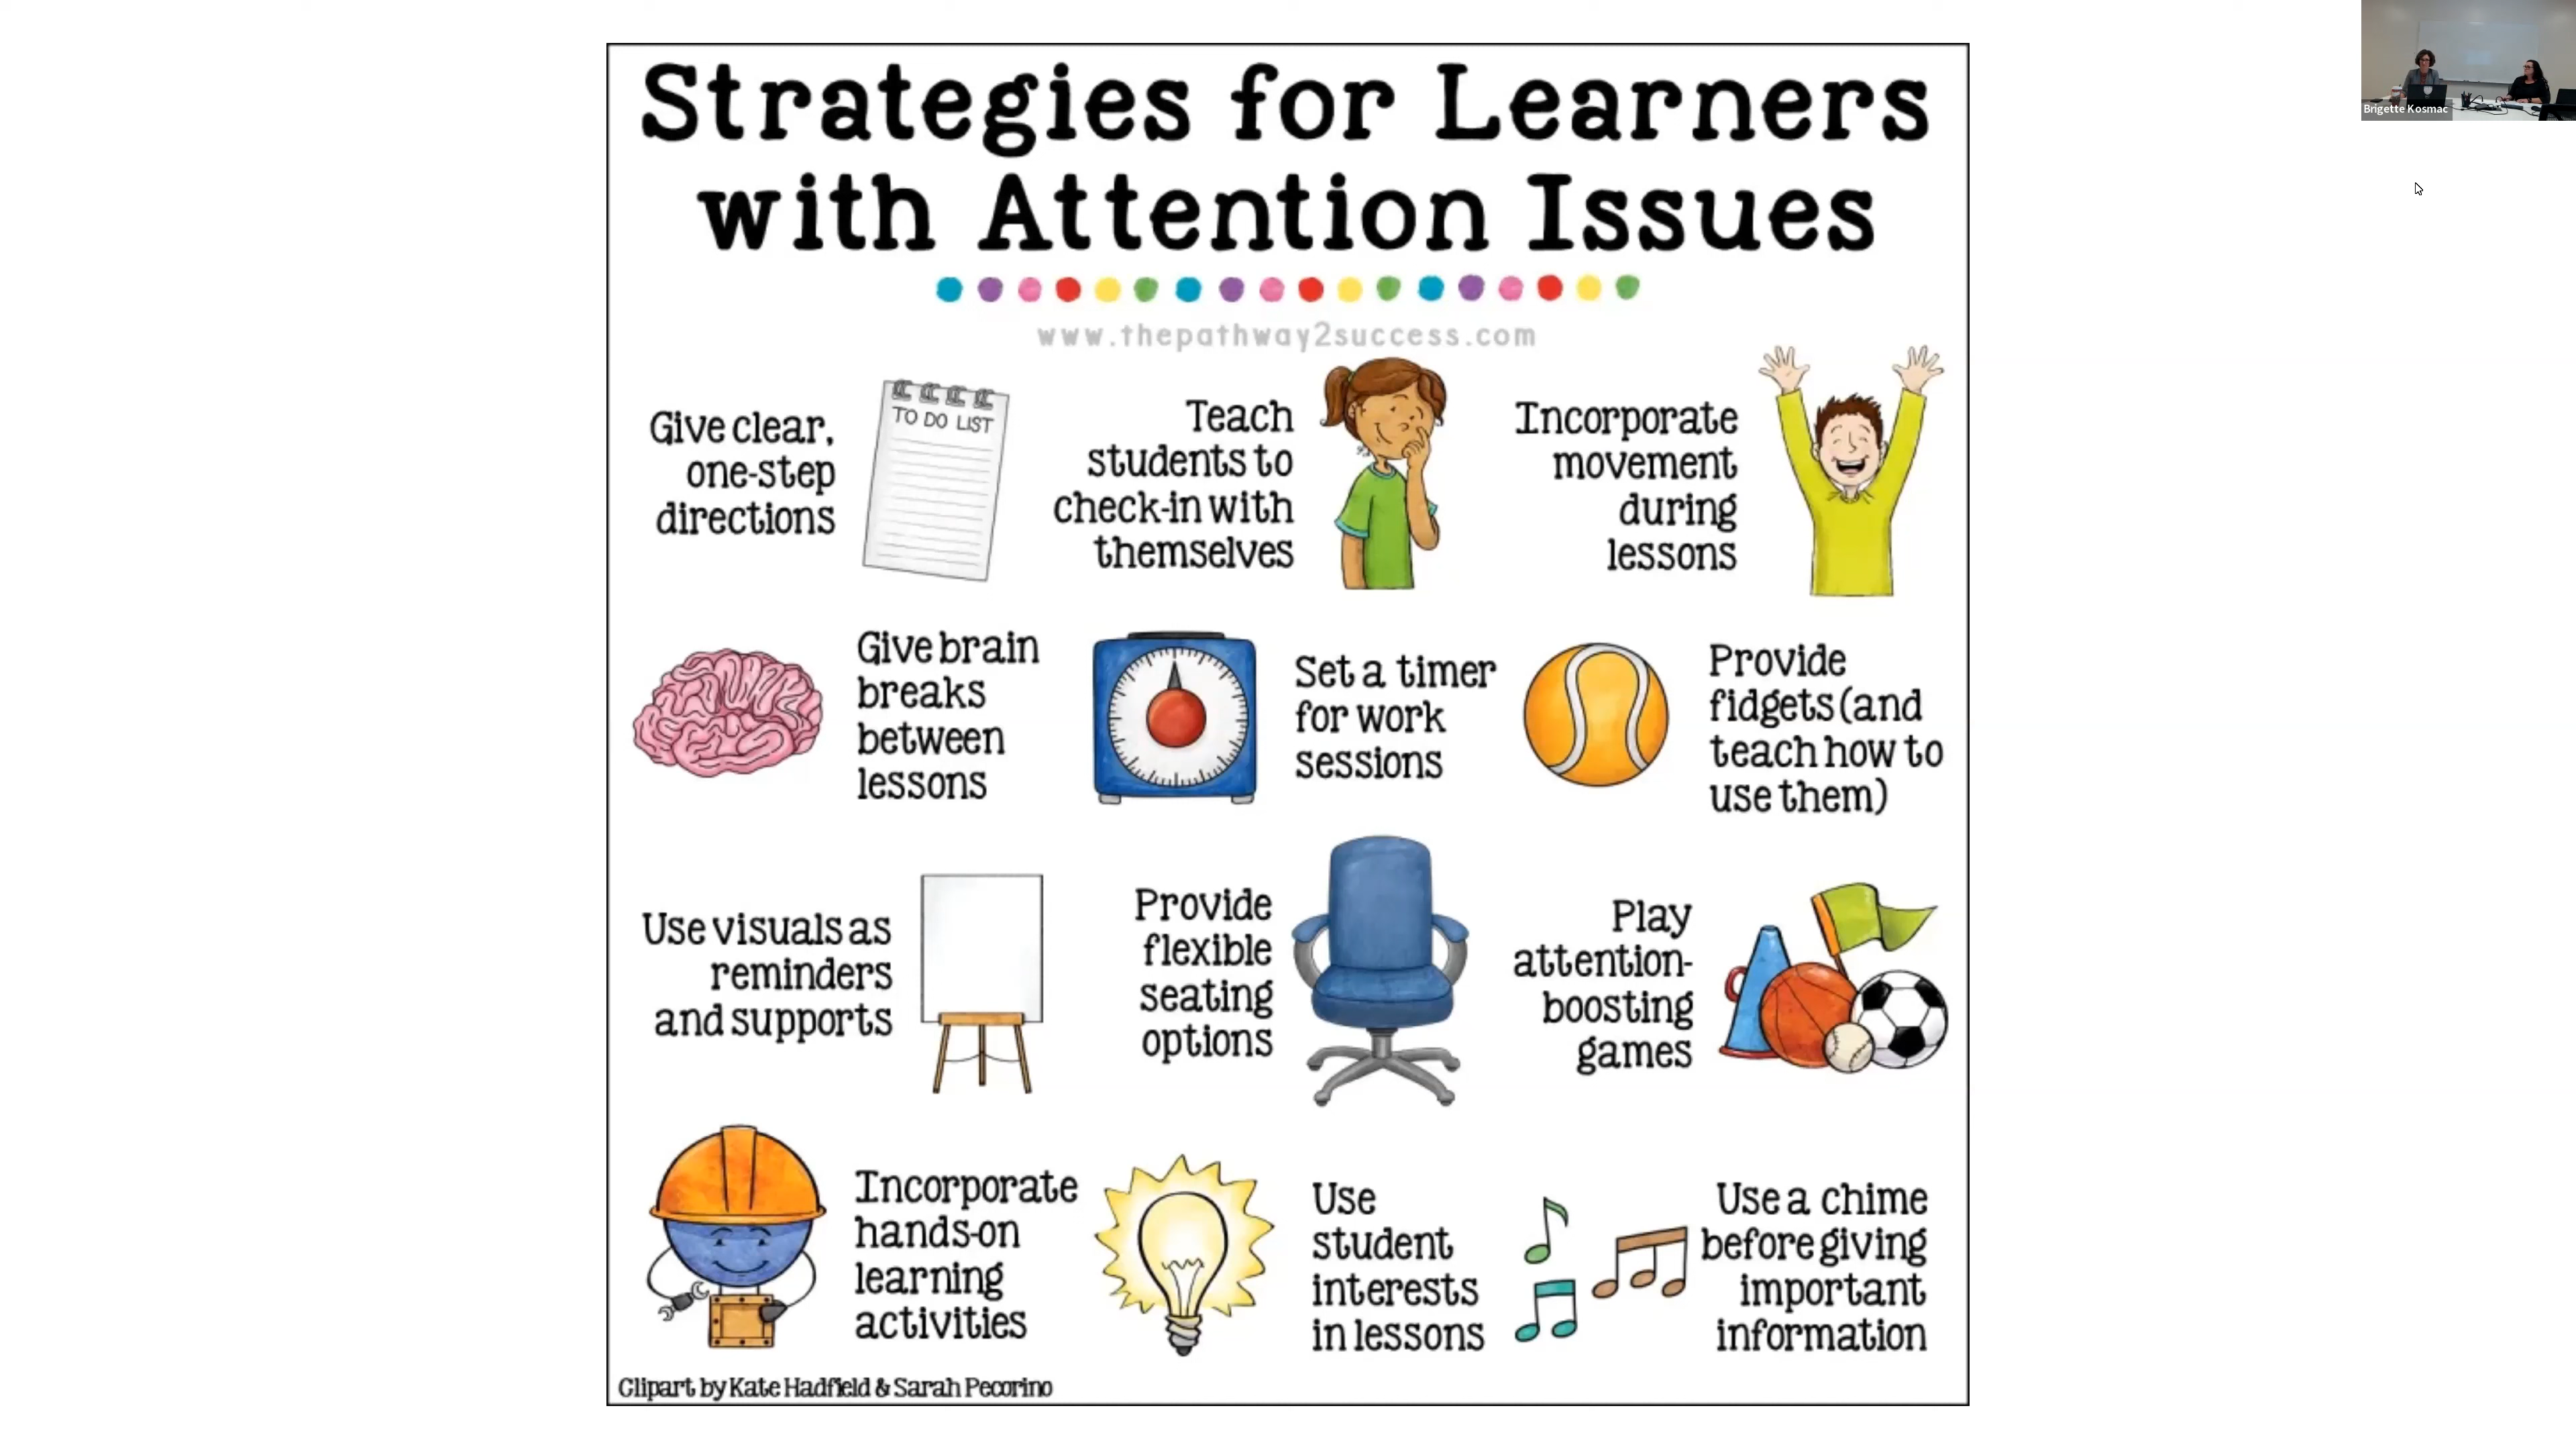 Strategies for Learners
with Attention Issues
www.thepathway2success.com
Give clear,
one-step
directions
TO DO LIST
Teach
students to
check-in with
themselves
Incorporate
movement
during
lessons
Give brain
breaks
between
lessons
Set a timer
for work
sessions
Provide
fidgets (and
teach how to
use them)
Use visuals as
reminders
and supports
Provide
flexible
seating
options
Play
attention-
boosting
games
Incorporate
hands-on
learning
activities
Use
student
interests
in lessons
Use a chime
before giving
important
information
Clipart by Kate Hadfield & Sarah Pecorino
Brigette Kosmac